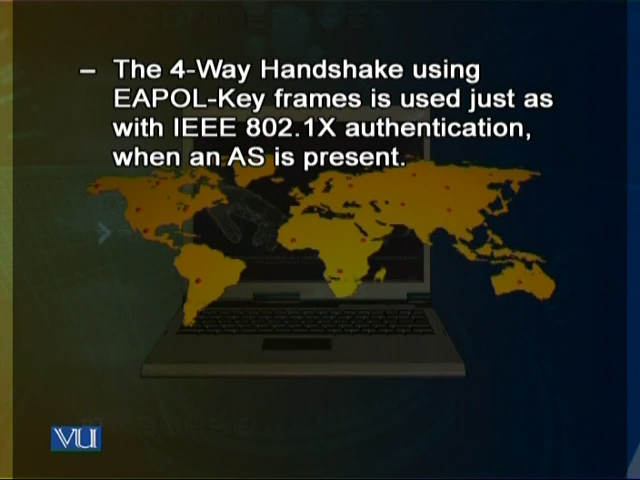 – The 4-Way Handshake using
EAPOL-Key frames is used just as
with IEEE 802.1X authentication,
when an AS is present.
VU